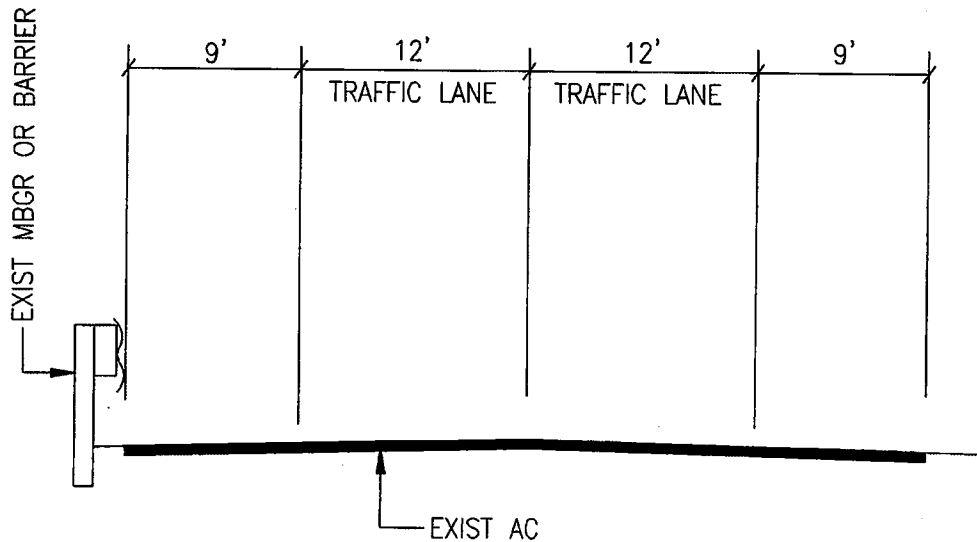 9'
12'
12'
9'
TRAFFIC LANE
TRAFFIC LANE
EXIST MBGR OR BARRIER
EXIST AC